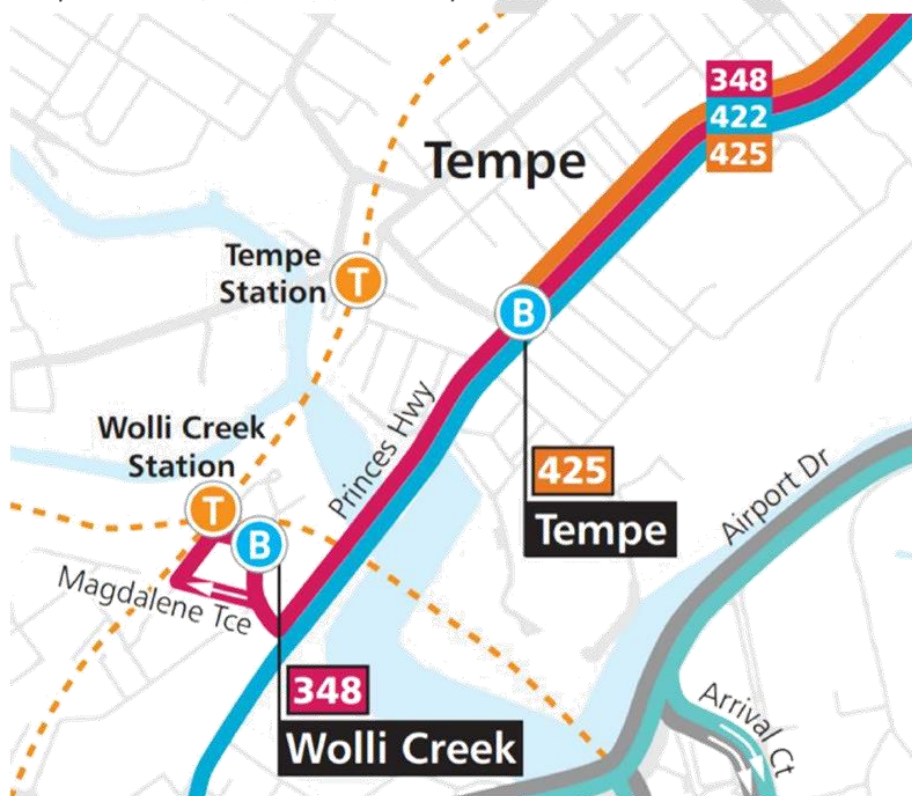 348
422
425
Tempe
Tempe
Station
T
B
Princes Hwy
Wolli Creek
Station
T
B
425
Tempe
Airport Dr
Magdalene Tce
348
Wolli Creek
Arrival Ct